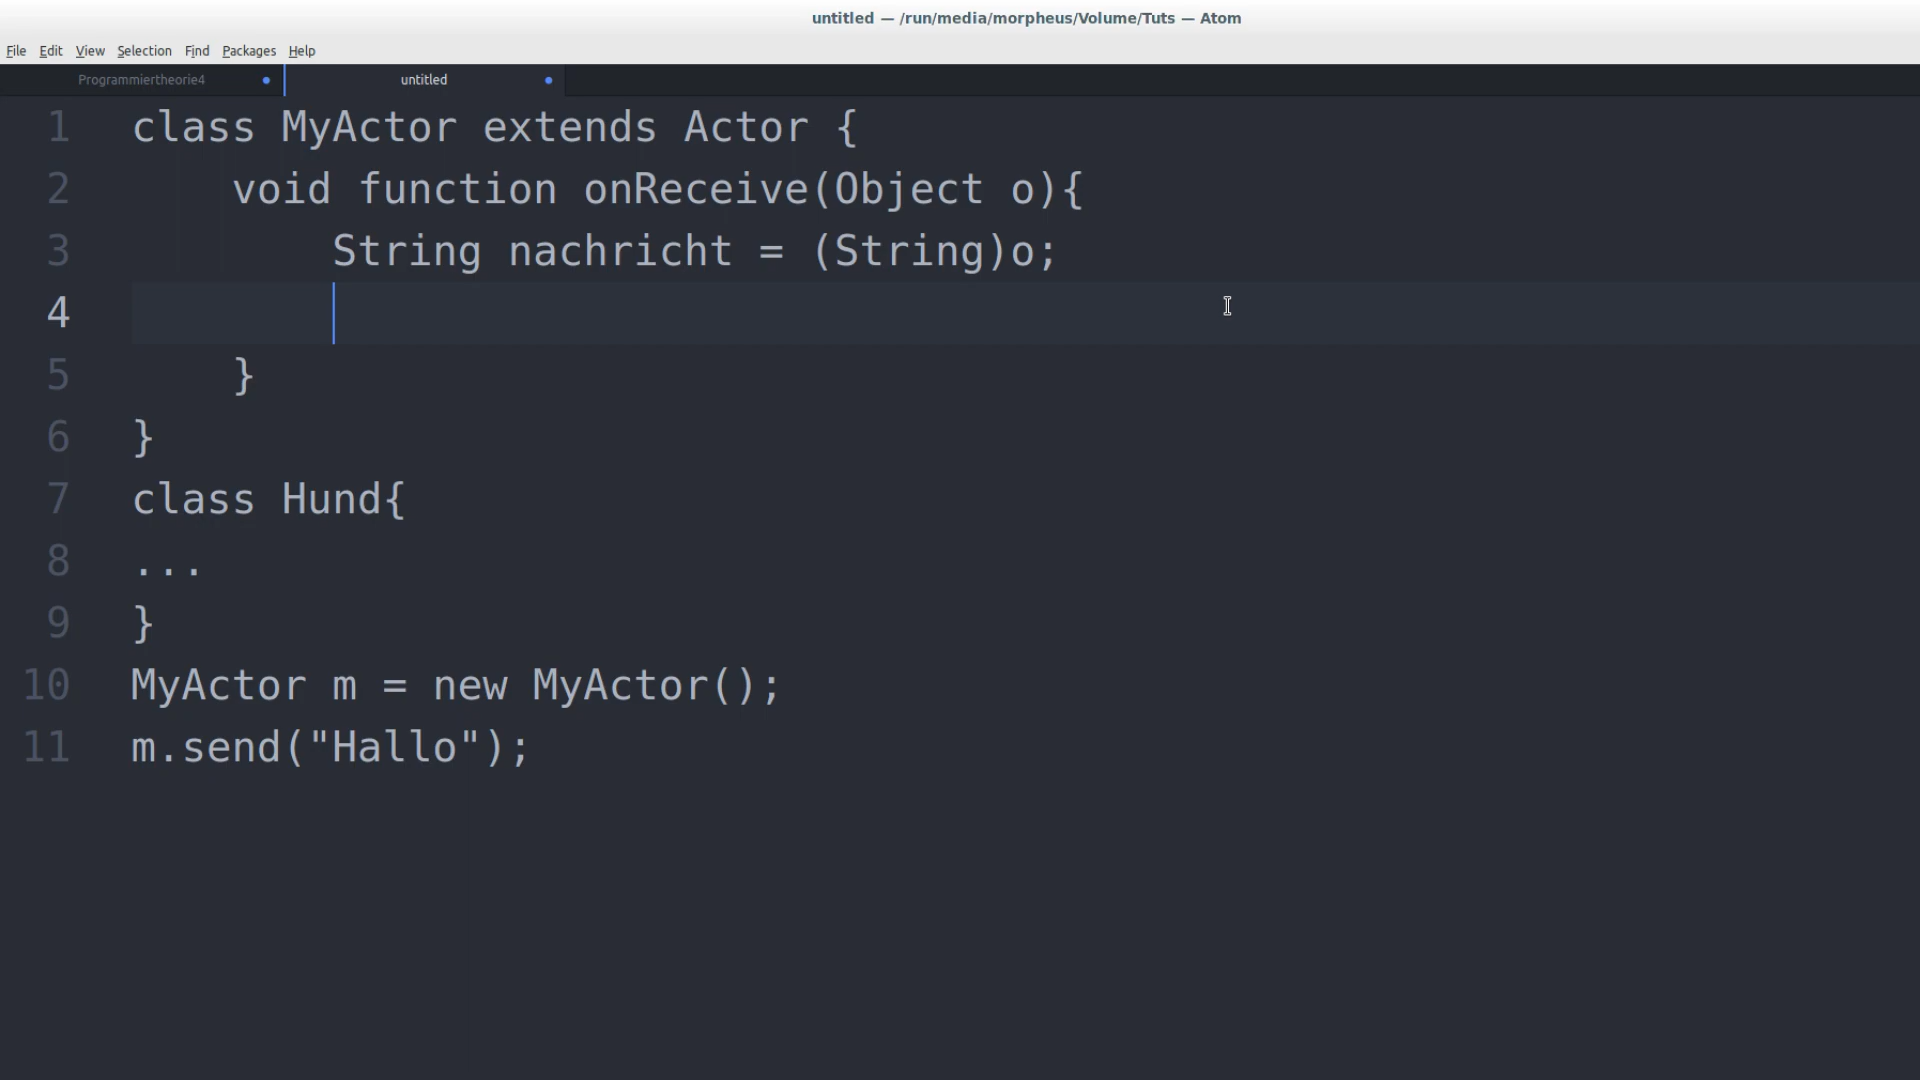 untitled — /run/media/morpheus/Volume/Tuts — Atom
File Edit View Selection Find Packages Help
Programmiertheorie4 untitled
1 class MyActor extends Actor {
2 void function onReceive(Object o){
3 String nachricht = (String)o;
4
5 }
6 }
7 class Hund{
8 ...
9 }
10 MyActor m = new MyActor();
11 m.send("Hallo");